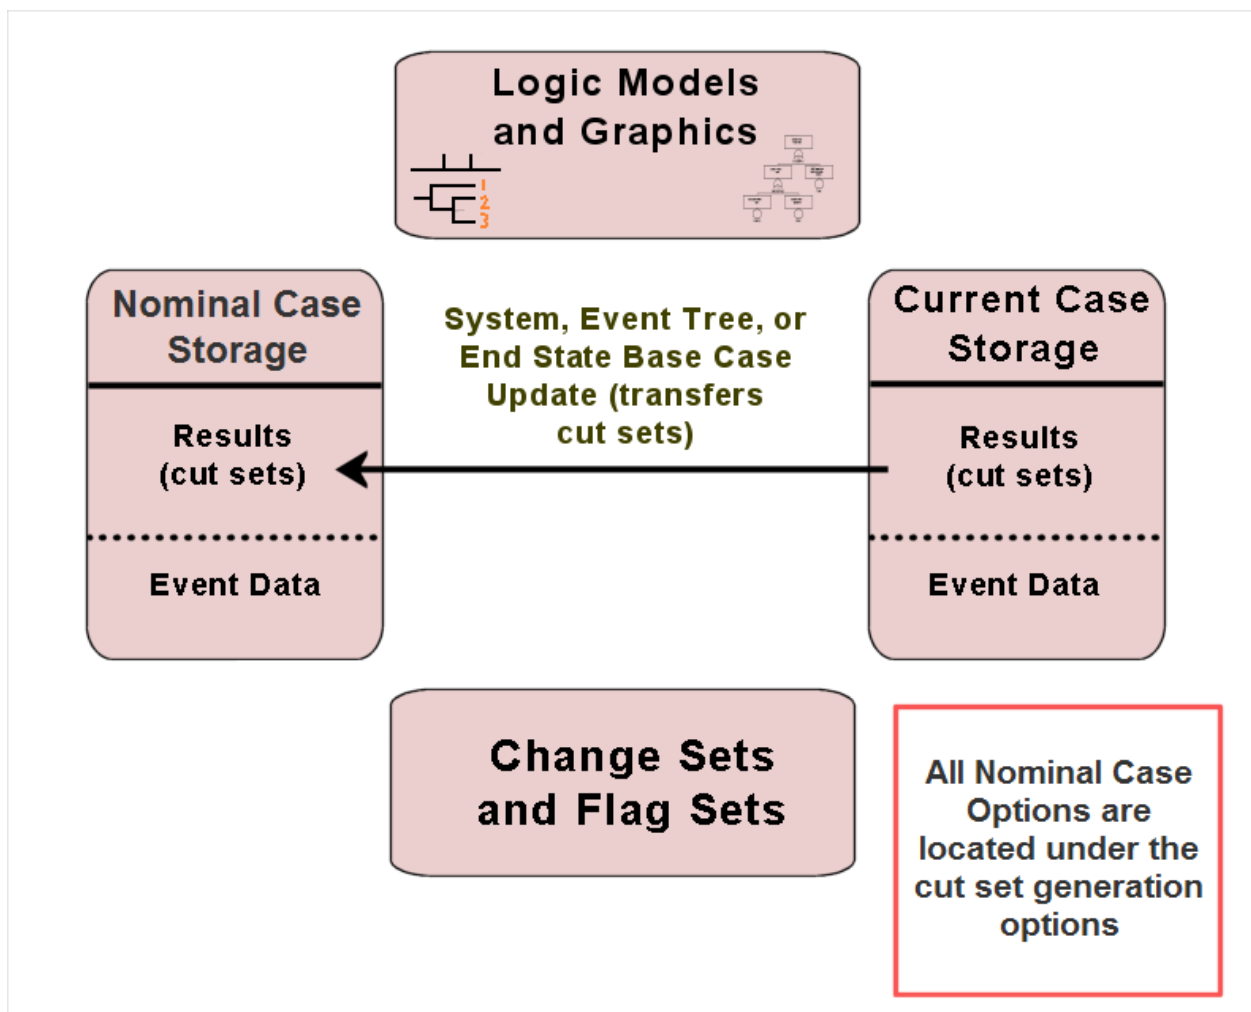 Logic Models
and Graphics
1
2
3
Nominal Case
Storage
Results
(cut sets)
Event Data
System, Event Tree, or
End State Base Case
Update (transfers
cut sets)
Current Case
Storage
Results
(cut sets)
Event Data
Change Sets
and Flag Sets
All Nominal Case
Options are
located under the
cut set generation
options